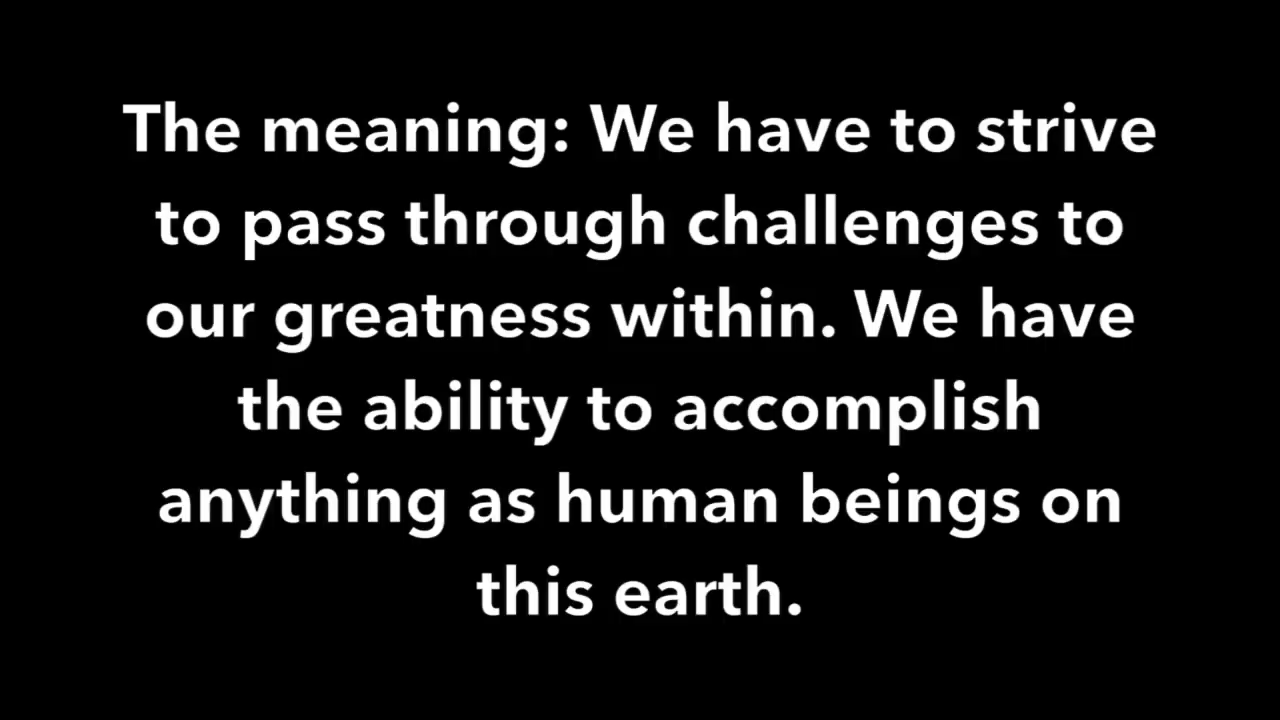 The meaning: We have to strive
to pass through challenges to
our greatness within. We have
the ability to accomplish
anything as human beings on
this earth.